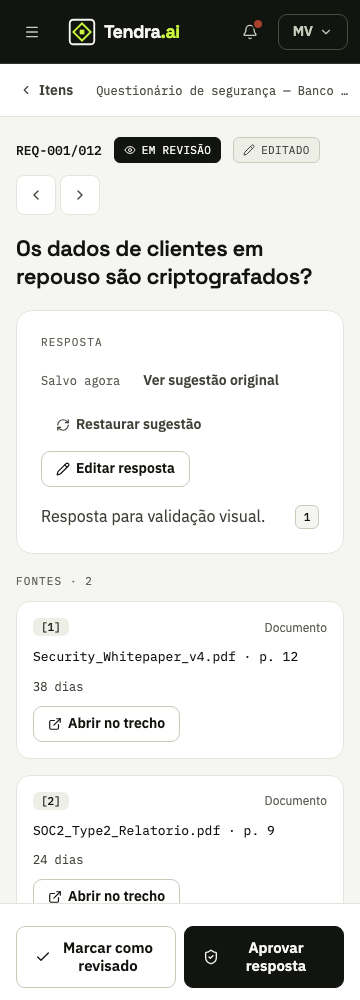 Tendra.ai
MV
Itens
Questionário de segurança — Banco …
REQ-001/012
EM REVISÃO
EDITADO
Os dados de clientes em
repouso são criptografados?
RESPOSTA
Salvo agora
Ver sugestão original
Restaurar sugestão
Editar resposta
Resposta para validação visual.
1
FONTES · 2
[1]
Documento
Security_Whitepaper_v4.pdf · p. 12
38 dias
Abrir no trecho
[2]
Documento
SOC2_Type2_Relatorio.pdf · p. 9
24 dias
Abrir no trecho
Marcar como
revisado
Aprovar
resposta